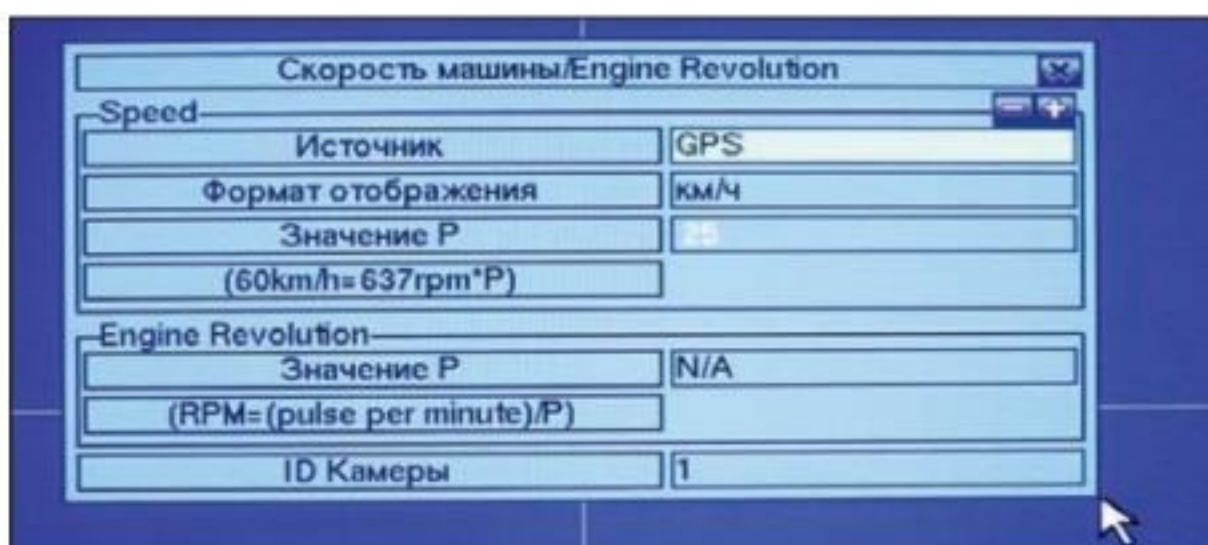 Скорость машины/Engine Revolution
Speed
Источник GPS
Формат отображения км/ч
Значение P 25
(60km/h=637rpm*P)
Engine Revolution
Значение P N/A
(RPM=(pulse per minute)/P)
ID Камеры 1